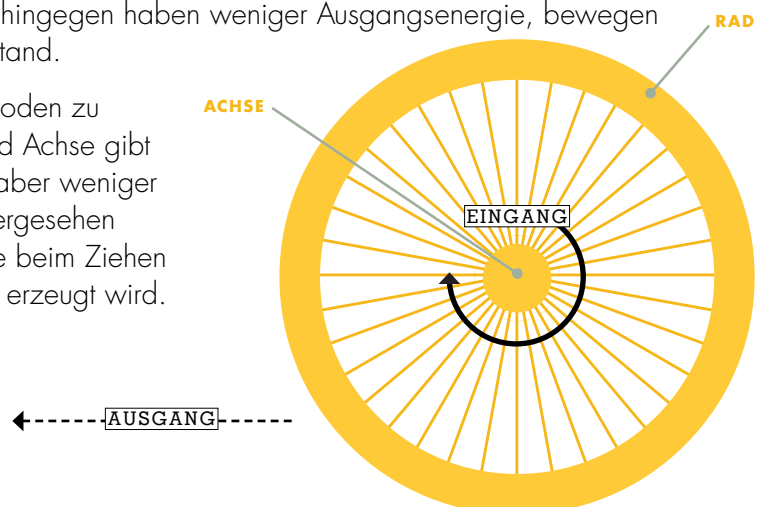 hingegen haben weniger Ausgangsenergie, bewegen
tand.
oden zu
d Achse gibt
aber weniger
ergesehen
e beim Ziehen
erzeugt wird.
RAD
ACHSE
EINGANG
AUSGANG